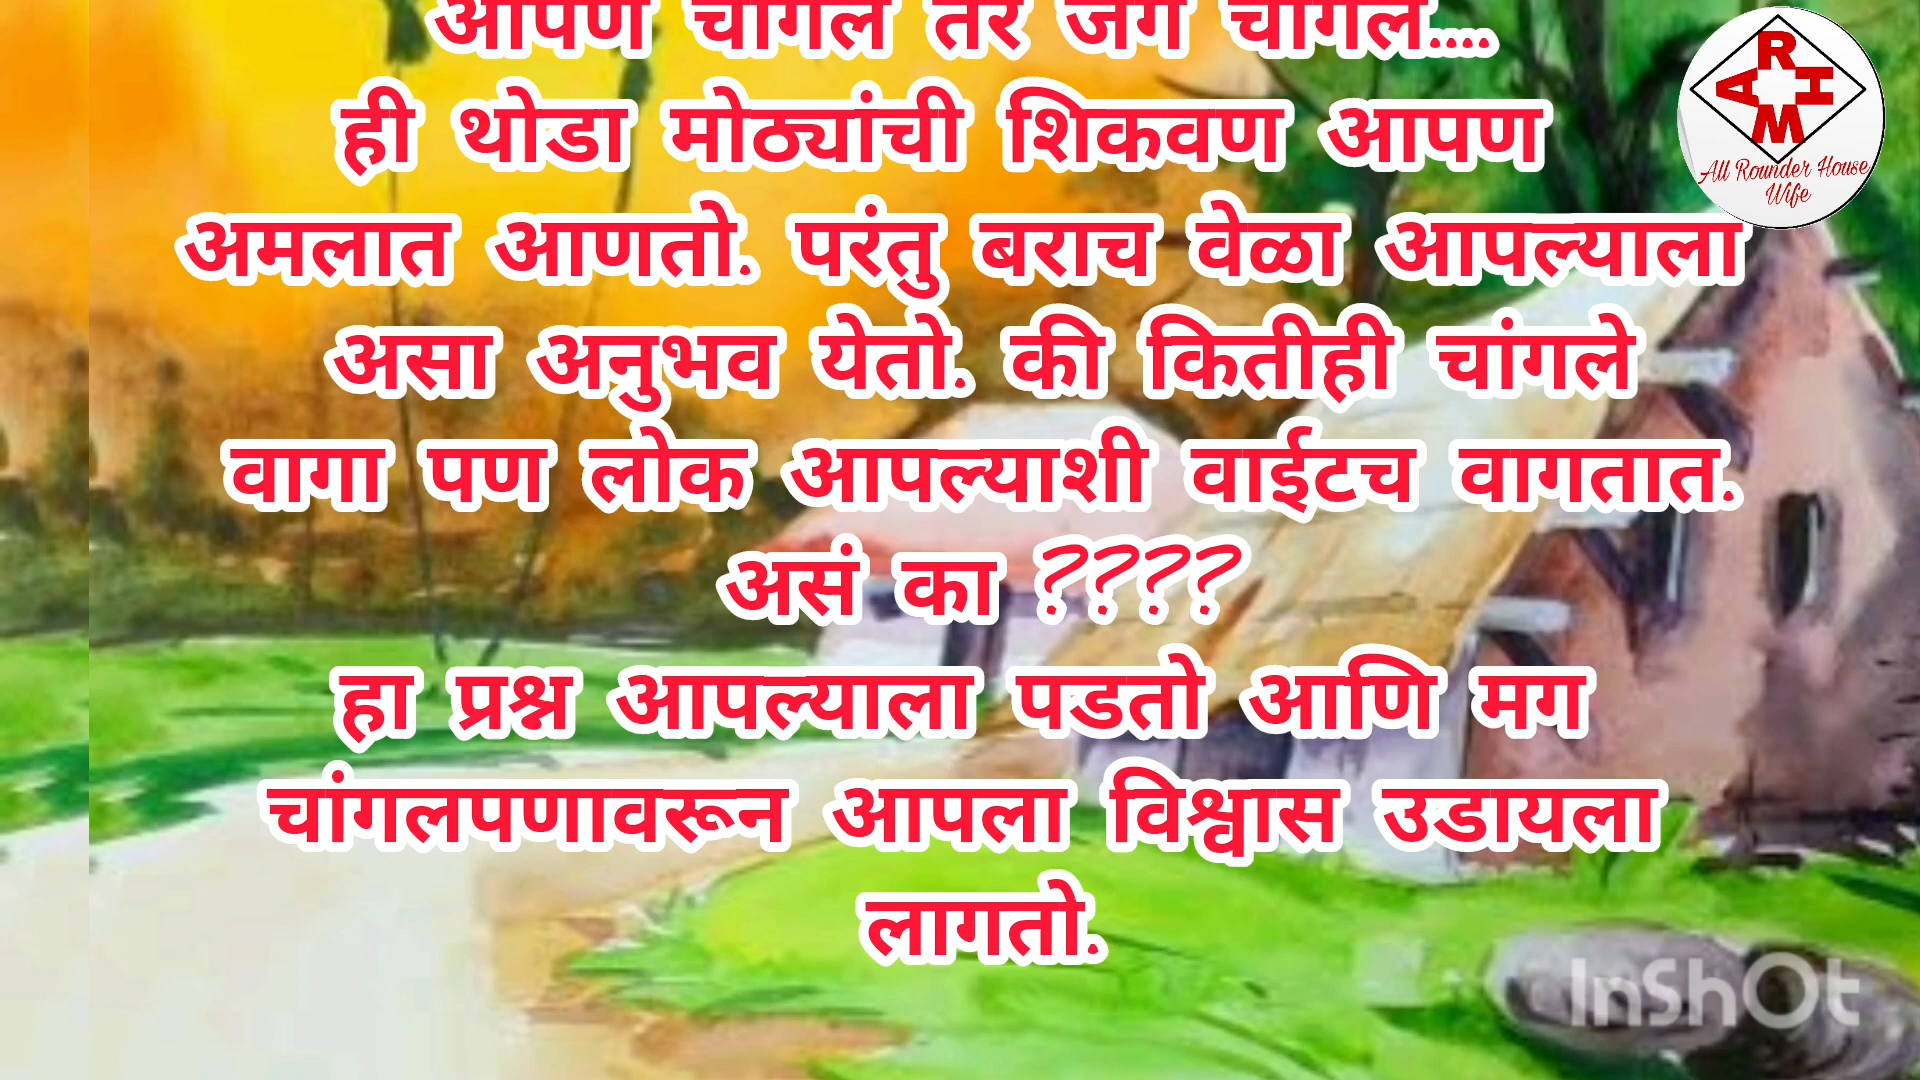 आपण चांगले तर जग चांगले....
ही थोडा मोठ्यांची शिकवण आपण
अमलात आणतो. परंतु बराच वेळा आपल्याला
असा अनुभव येतो. की कितीही चांगले
वागा पण लोक आपल्याशी वाईटच वागतात.
असं का ????
हा प्रश्न आपल्याला पडतो आणि मग
चांगलपणावरून आपला विश्वास उडायला
लागतो.
ARHM
All Rounder House
Wife
InShOt